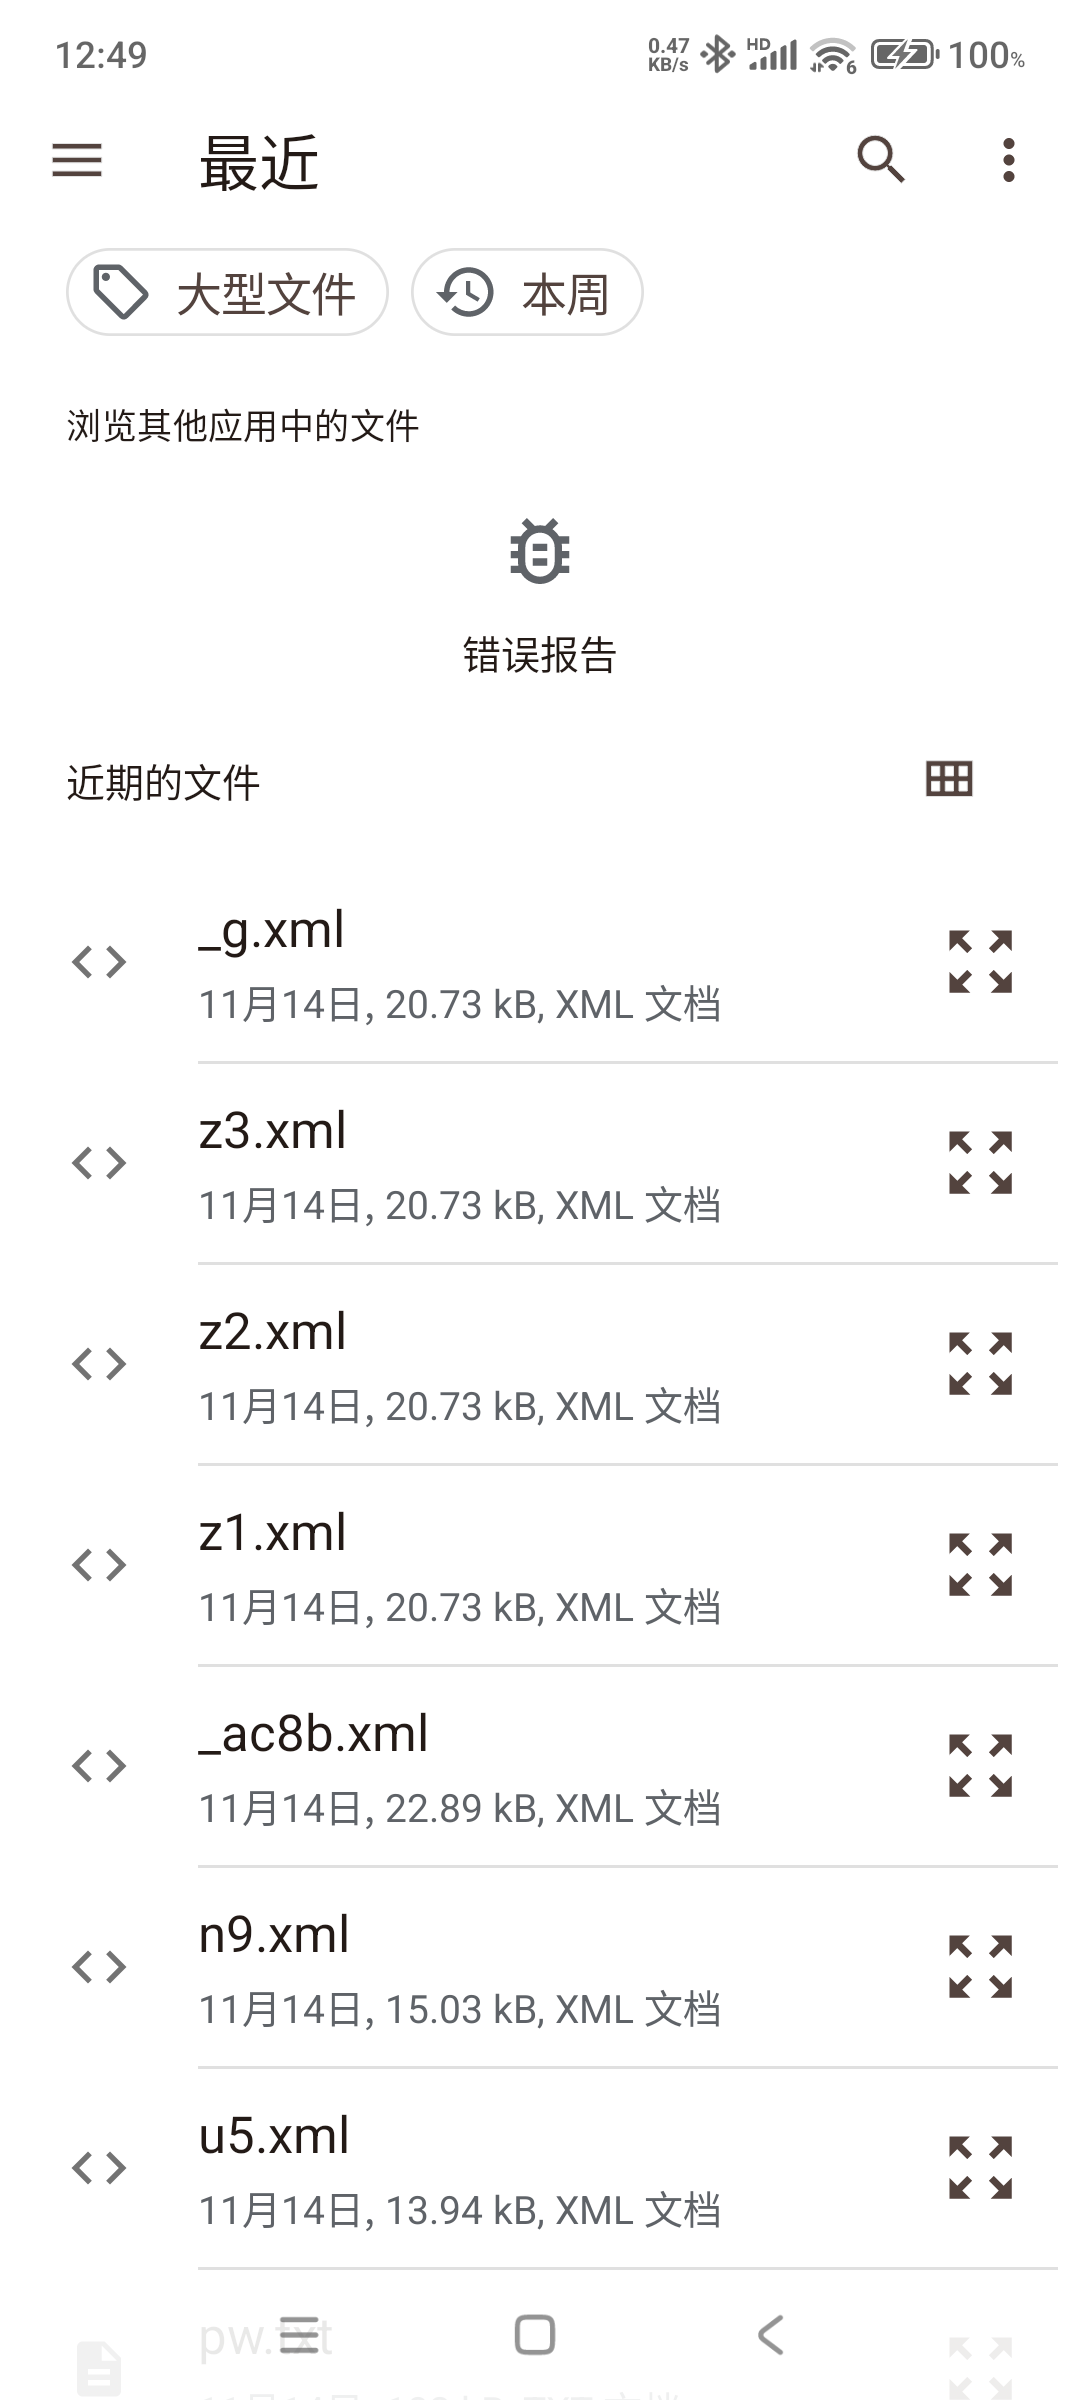 12:49
0.47 KB/s HD 6 100%
最近
大型文件 本周
浏览其他应用中的文件
错误报告
近期的文件
_g.xml
11月14日, 20.73 kB, XML 文档
z3.xml
11月14日, 20.73 kB, XML 文档
z2.xml
11月14日, 20.73 kB, XML 文档
z1.xml
11月14日, 20.73 kB, XML 文档
_ac8b.xml
11月14日, 22.89 kB, XML 文档
n9.xml
11月14日, 15.03 kB, XML 文档
u5.xml
11月14日, 13.94 kB, XML 文档
pw.txt